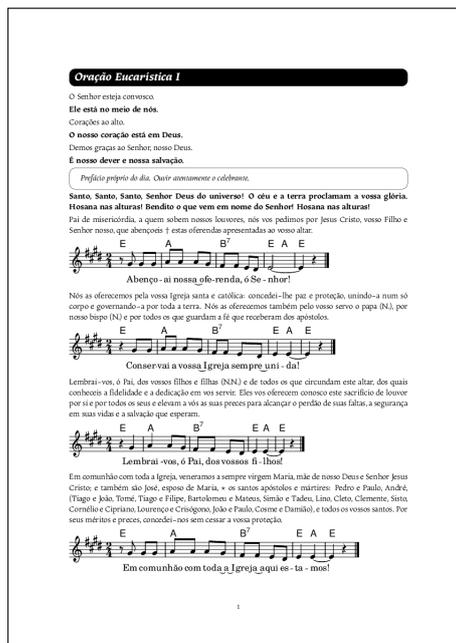 Oração Eucarística I
O Senhor esteja convosco.
Ele está no meio de nós.
Corações ao alto.
O nosso coração está em Deus.
Demos graças ao Senhor, nosso Deus.
É nosso dever e nossa salvação.
Prefácio próprio do dia. Ouvir atentamente o celebrante.
Santo, Santo, Santo, Senhor Deus do universo! O céu e a terra proclamam a vossa glória.
Hosana nas alturas! Bendito o que vem em nome do Senhor! Hosana nas alturas!
Pai de misericórdia, a quem sobem nossos louvores, nós vos pedimos por Jesus Cristo, vosso Filho e
Senhor nosso, que abençoeis † estas oferendas apresentadas ao vosso altar.
E A B7 E A E
Abenço - ai nossa oferenda, ó Se - nhor!
Nós as oferecemos pela vossa Igreja santa e católica: concedei-lhe paz e proteção, unindo-a num só
corpo e governando-a por toda a terra. Nós as oferecemos também pelo vosso servo o papa (N.), por
nosso bispo (N.) e por todos os que guardam a fé que receberam dos apóstolos.
E A B7 E A E
Conservai a vossa Igreja sempre uni - da!
Lembrai-vos, ó Pai, dos vossos filhos e filhas (N.N.) e de todos os que circundam este altar, dos quais
conheceis a fidelidade e a dedicação em vos servir. Eles vos oferecem conosco este sacrifício de louvor
por si e por todos os seus e elevam a vós as suas preces para alcançar o perdão de suas faltas, a segurança
em suas vidas e a salvação que esperam.
E A B7 E A E
Lembrai -vos, ó Pai, dos vossos fi - lhos!
Em comunhão com toda a Igreja, veneramos a sempre virgem Maria, mãe de nosso Deus e Senhor Jesus
Cristo; e também são José, esposo de Maria, * os santos apóstolos e mártires: Pedro e Paulo, André,
(Tiago e João, Tomé, Tiago e Filipe, Bartolomeu e Mateus, Simão e Tadeu, Lino, Cleto, Clemente, Sisto,
Cornélio e Cipriano, Lourenço e Crisógono, João e Paulo, Cosme e Damião), e todos os vossos santos. Por
seus méritos e preces, concedei-nos sem cessar a vossa proteção.
E A B7 E A E
Em comunhão com toda a Igreja aqui es - ta - mos!
1